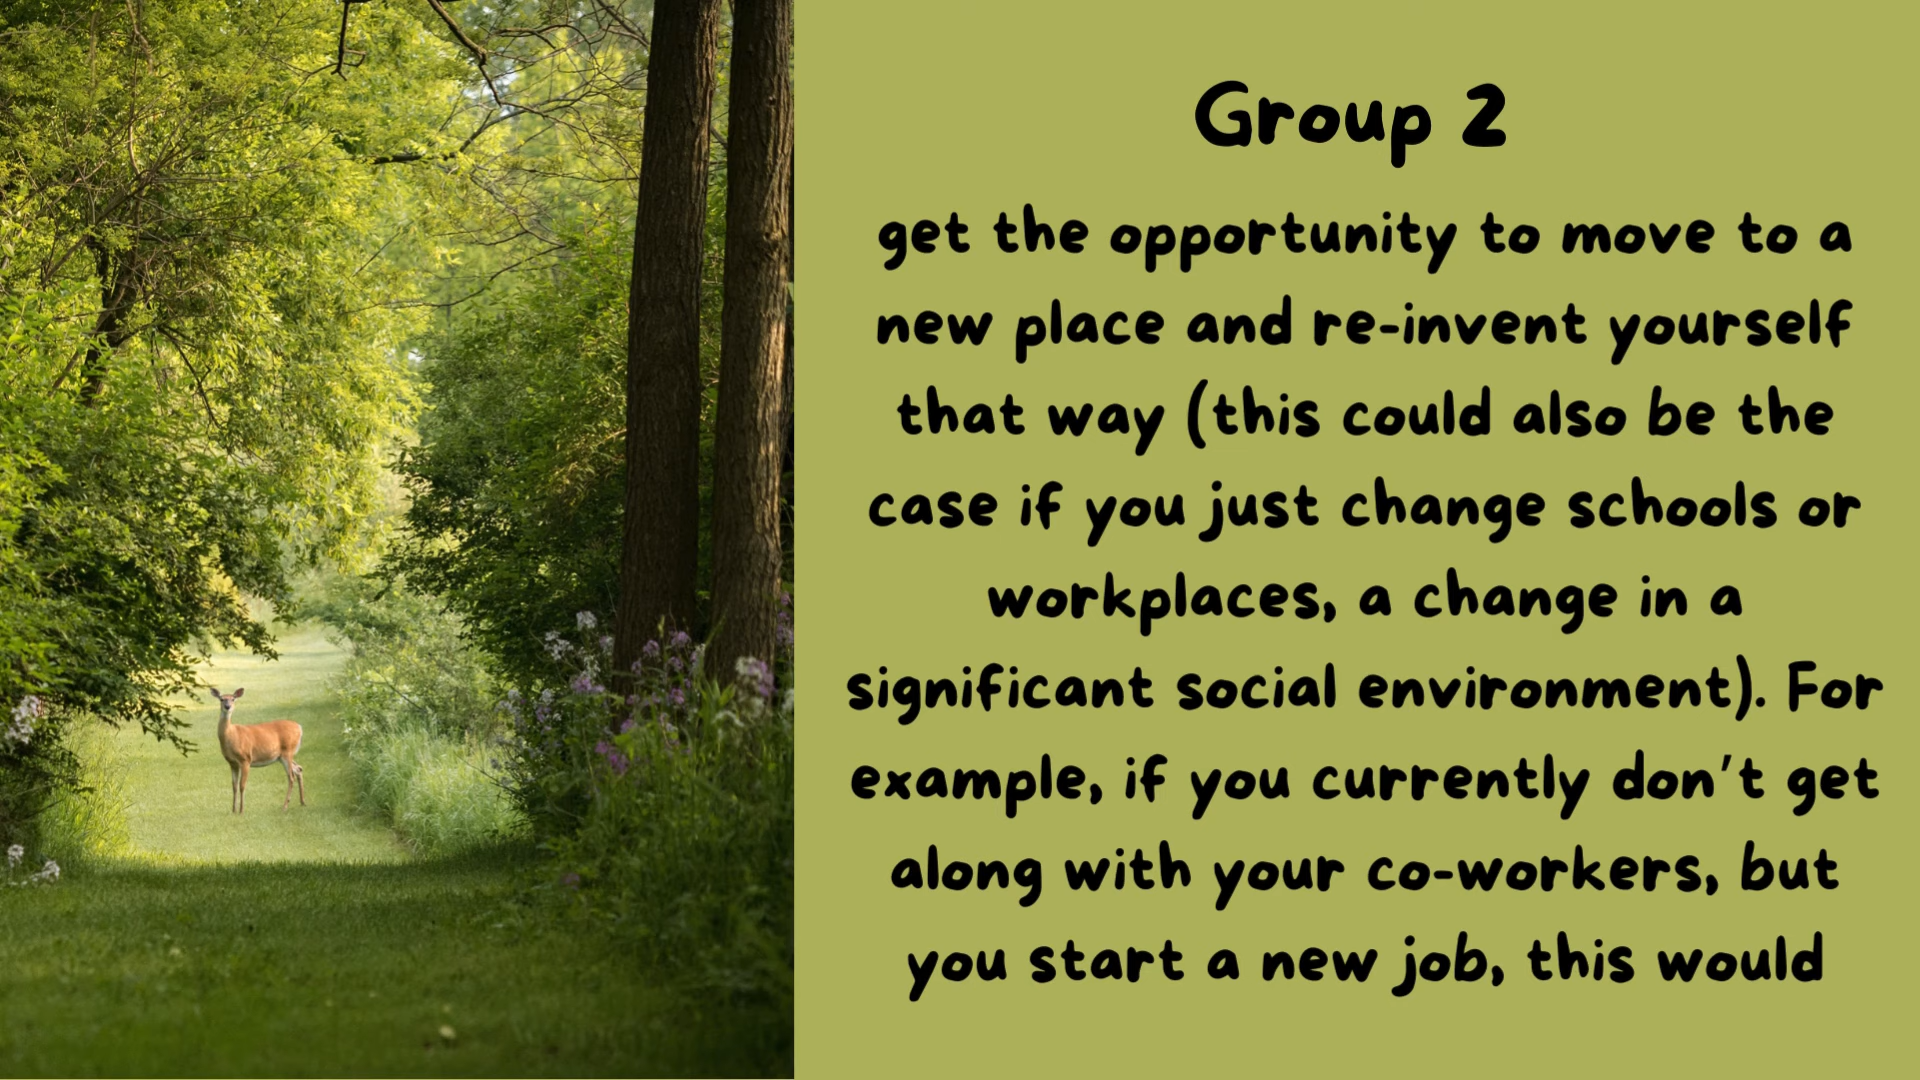 Group 2
get the opportunity to move to a
new place and re-invent yourself
that way (this could also be the
case if you just change schools or
workplaces, a change in a
significant social environment). For
example, if you currently don't get
along with your co-workers, but
you start a new job, this would